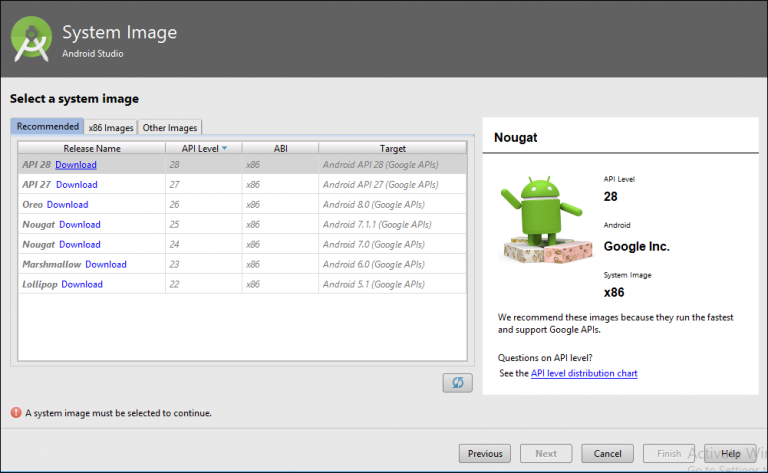 System Image
Android Studio
Select a system image
Recommended x86 Images Other Images
Release Name API Level ABI Target
API 28 Download 28 x86 Android API 28 (Google APIs)
API 27 Download 27 x86 Android API 27 (Google APIs)
Oreo Download 26 x86 Android 8.0 (Google APIs)
Nougat Download 25 x86 Android 7.1.1 (Google APIs)
Nougat Download 24 x86 Android 7.0 (Google APIs)
Marshmallow Download 23 x86 Android 6.0 (Google APIs)
Lollipop Download 22 x86 Android 5.1 (Google APIs)
Nougat
API Level
28
Android
Google Inc.
System Image
x86
We recommend these images because they run the fastest
and support Google APIs.
Questions on API level?
See the API level distribution chart
A system image must be selected to continue.
Previous Next Cancel Finish Help
Go to Settings